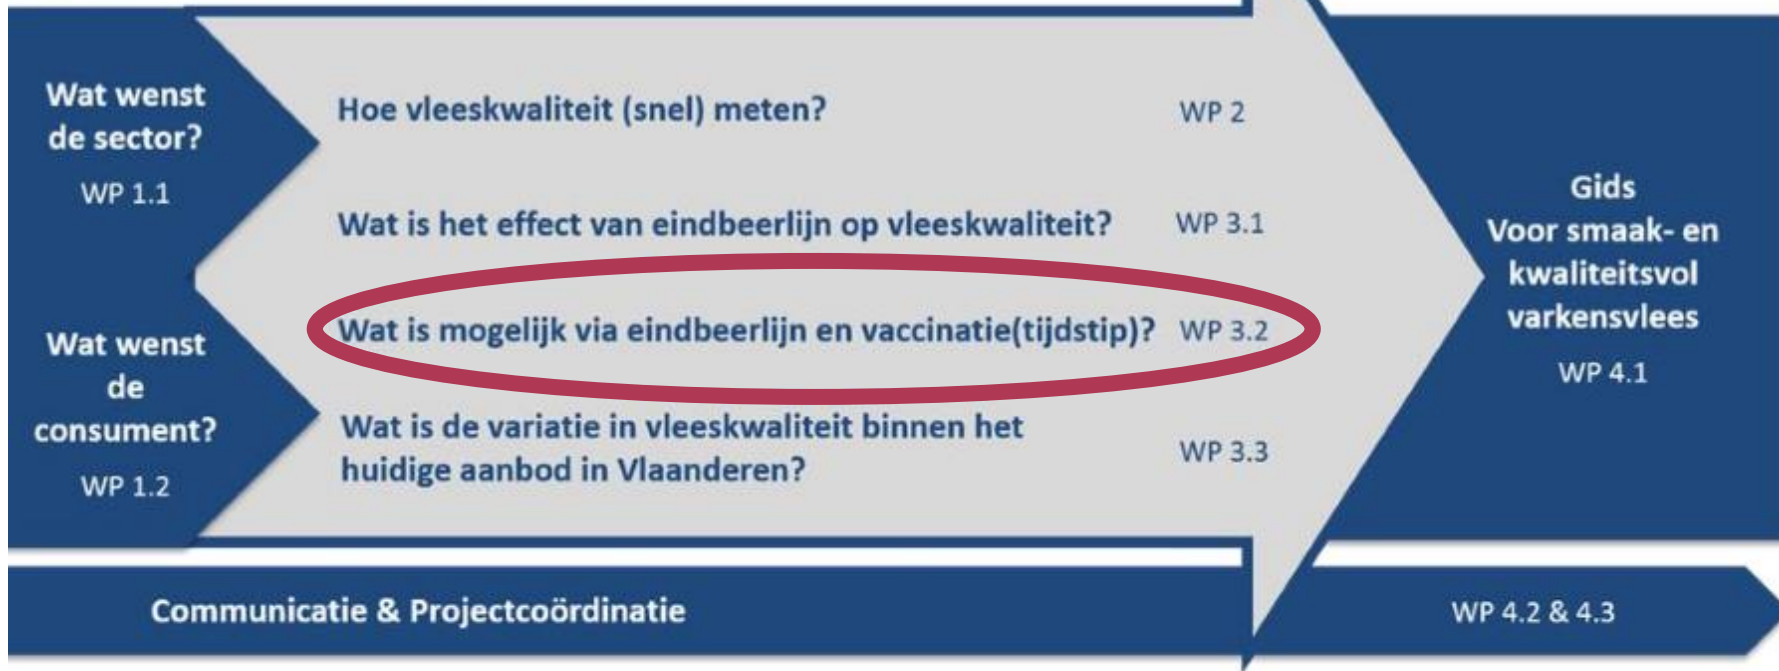 Wat wenst
de sector?
WP 1.1
Wat wenst
de
consument?
WP 1.2
Hoe vleeskwaliteit (snel) meten? WP 2
Wat is het effect van eindbeerlijn op vleeskwaliteit? WP 3.1
Wat is mogelijk via eindbeerlijn en vaccinatie(tijdstip)? WP 3.2
Wat is de variatie in vleeskwaliteit binnen het
huidige aanbod in Vlaanderen? WP 3.3
Gids
Voor smaak- en
kwaliteitsvol
varkensvlees
WP 4.1
Communicatie & Projectcoördinatie WP 4.2 & 4.3